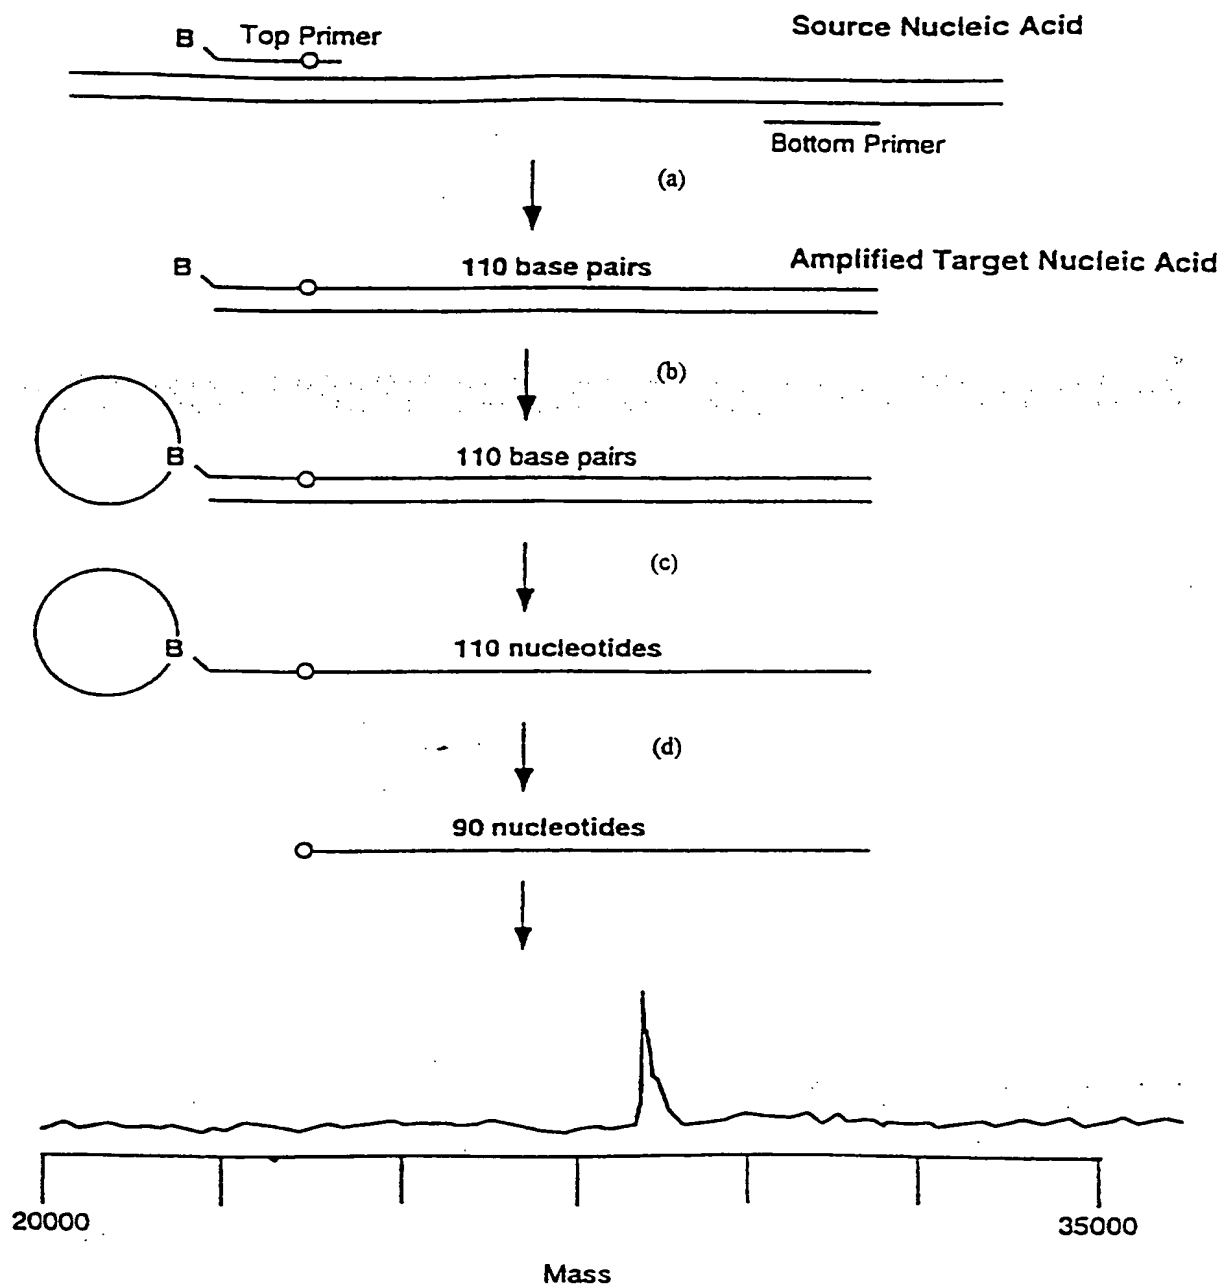 Source Nucleic Acid
B Top Primer
Bottom Primer
(a)
B 110 base pairs Amplified Target Nucleic Acid
(b)
B 110 base pairs
(c)
B 110 nucleotides
(d)
90 nucleotides
20000 35000
Mass